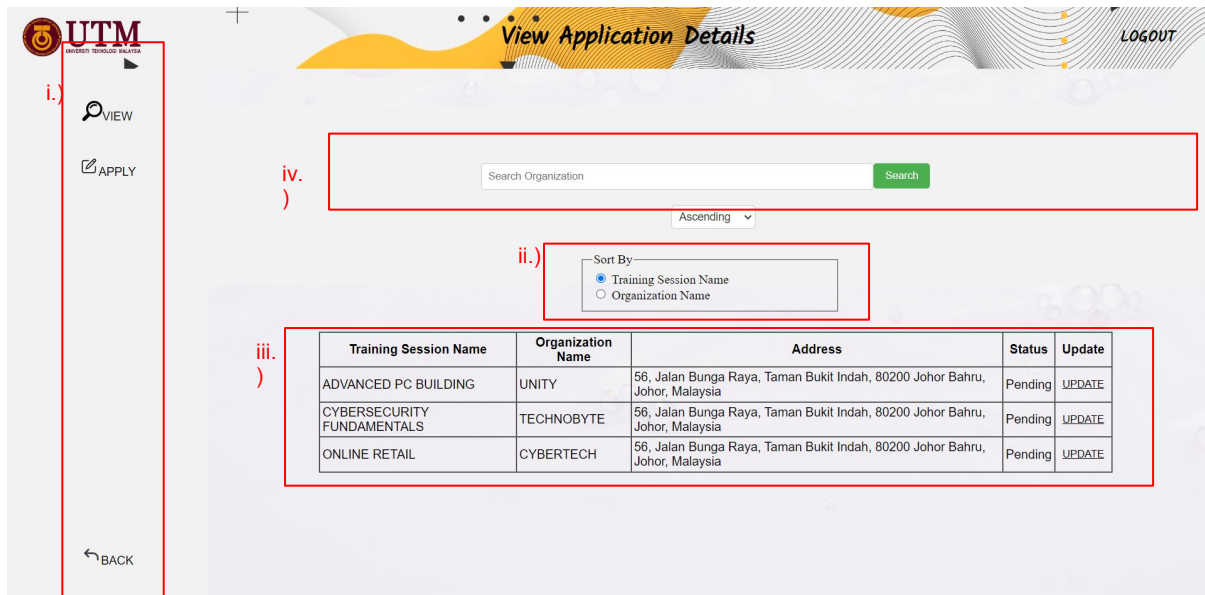 UTM
UNIVERSITI TEKNOLOGI MALAYSIA
View Application Details
LOGOUT
i.)
VIEW
APPLY
BACK
iv.
)
Search Organization
Search
Ascending
ii.)
Sort By
Training Session Name
Organization Name
iii.
)
Training Session Name Organization Name Address Status Update
ADVANCED PC BUILDING UNITY 56, Jalan Bunga Raya, Taman Bukit Indah, 80200 Johor Bahru, Pending UPDATE
Johor, Malaysia
CYBERSECURITY
FUNDAMENTALS TECHNOBYTE 56, Jalan Bunga Raya, Taman Bukit Indah, 80200 Johor Bahru, Pending UPDATE
Johor, Malaysia
ONLINE RETAIL CYBERTECH 56, Jalan Bunga Raya, Taman Bukit Indah, 80200 Johor Bahru, Pending UPDATE
Johor, Malaysia